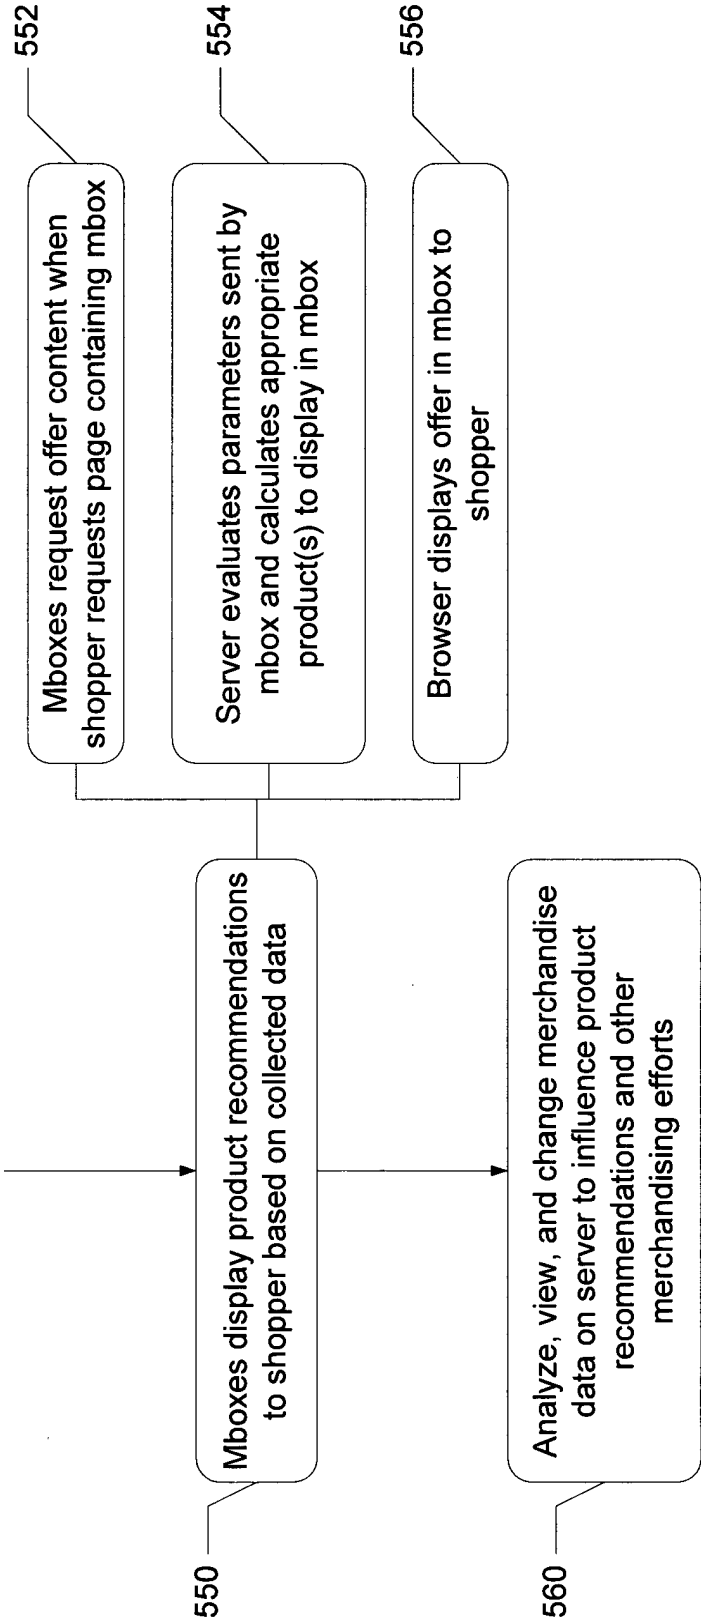 550
Mboxes display product recommendations
to shopper based on collected data
Mboxes request offer content when
shopper requests page containing mbox
552
Server evaluates parameters sent by
mbox and calculates appropriate
product(s) to display in mbox
554
Browser displays offer in mbox to
shopper
556
560
Analyze, view, and change merchandise
data on server to influence product
recommendations and other
merchandising efforts